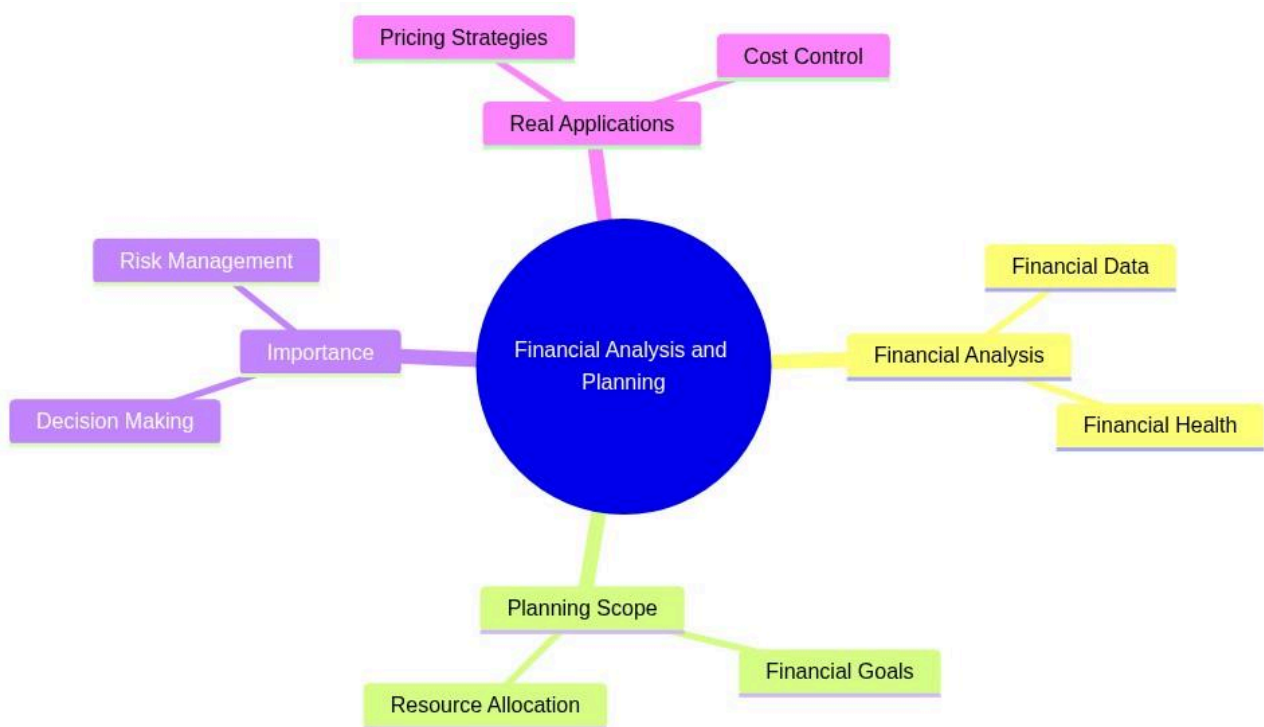 Pricing Strategies
Cost Control
Real Applications
Risk Management
Importance
Decision Making
Financial Analysis and
Planning
Financial Data
Financial Analysis
Financial Health
Planning Scope
Financial Goals
Resource Allocation